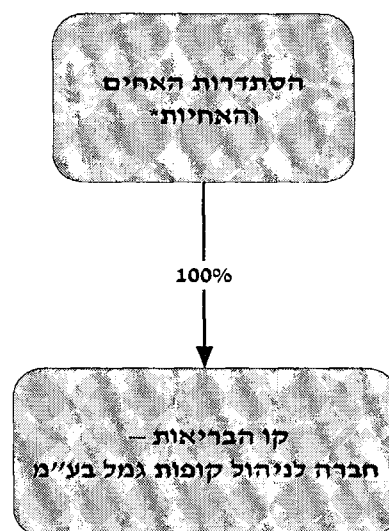 הסתדרות האחים
והאחיות*
100%
קו הבריאות –
חברה לניהול קופות גמל בע״מ